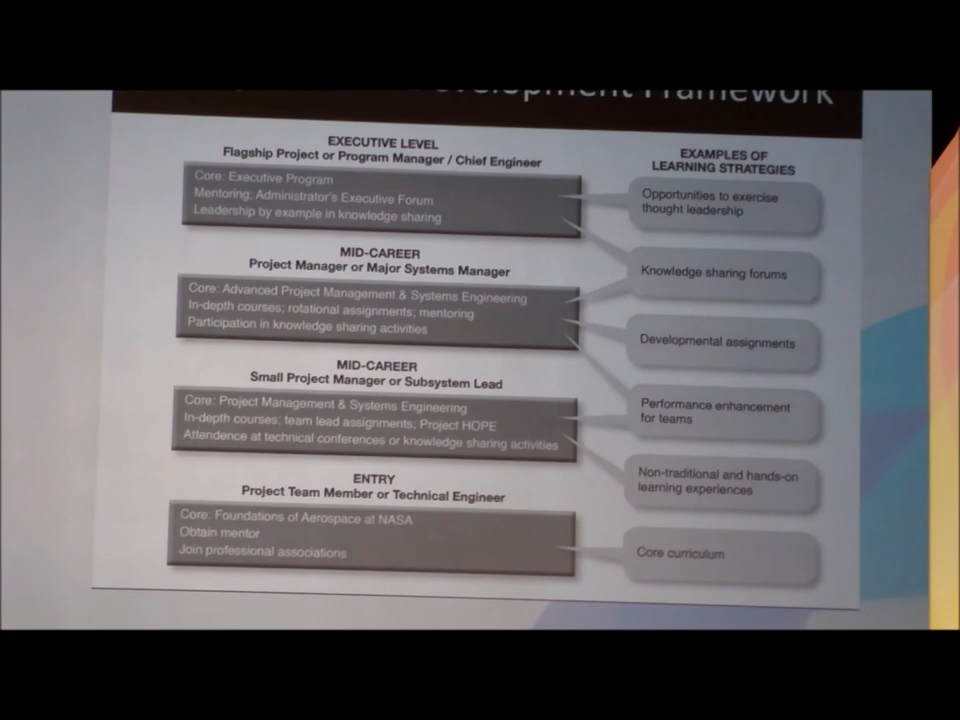 Development Framework
EXECUTIVE LEVEL
Flagship Project or Program Manager / Chief Engineer
Core: Executive Program
Mentoring; Administrator's Executive Forum
Leadership by example in knowledge sharing
MID-CAREER
Project Manager or Major Systems Manager
Core: Advanced Project Management & Systems Engineering
In-depth courses; rotational assignments; mentoring
Participation in knowledge sharing activities
MID-CAREER
Small Project Manager or Subsystem Lead
Core: Project Management & Systems Engineering
In-depth courses; team lead assignments; Project HOPE
Attendence at technical conferences or knowledge sharing activities
ENTRY
Project Team Member or Technical Engineer
Core: Foundations of Aerospace at NASA
Obtain mentor
Join professional associations
EXAMPLES OF
LEARNING STRATEGIES
Opportunities to exercise
thought leadership
Knowledge sharing forums
Developmental assignments
Performance enhancement
for teams
Non-traditional and hands-on
learning experiences
Core curriculum